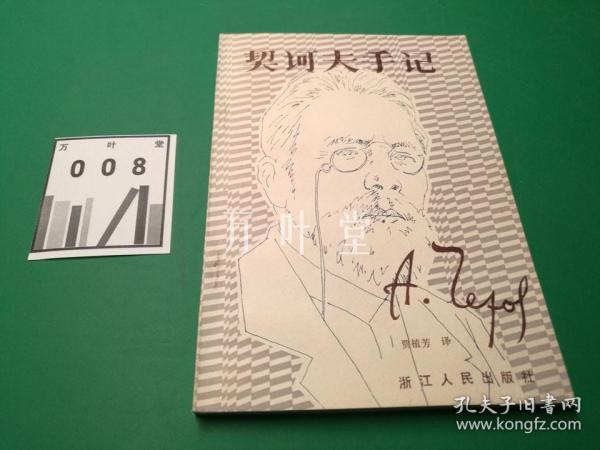 契诃夫手记
万 叶 堂
008
万叶堂
А. Чехов
贾植芳 译
浙江人民出版社
孔夫子旧书网
www.kongfz.com